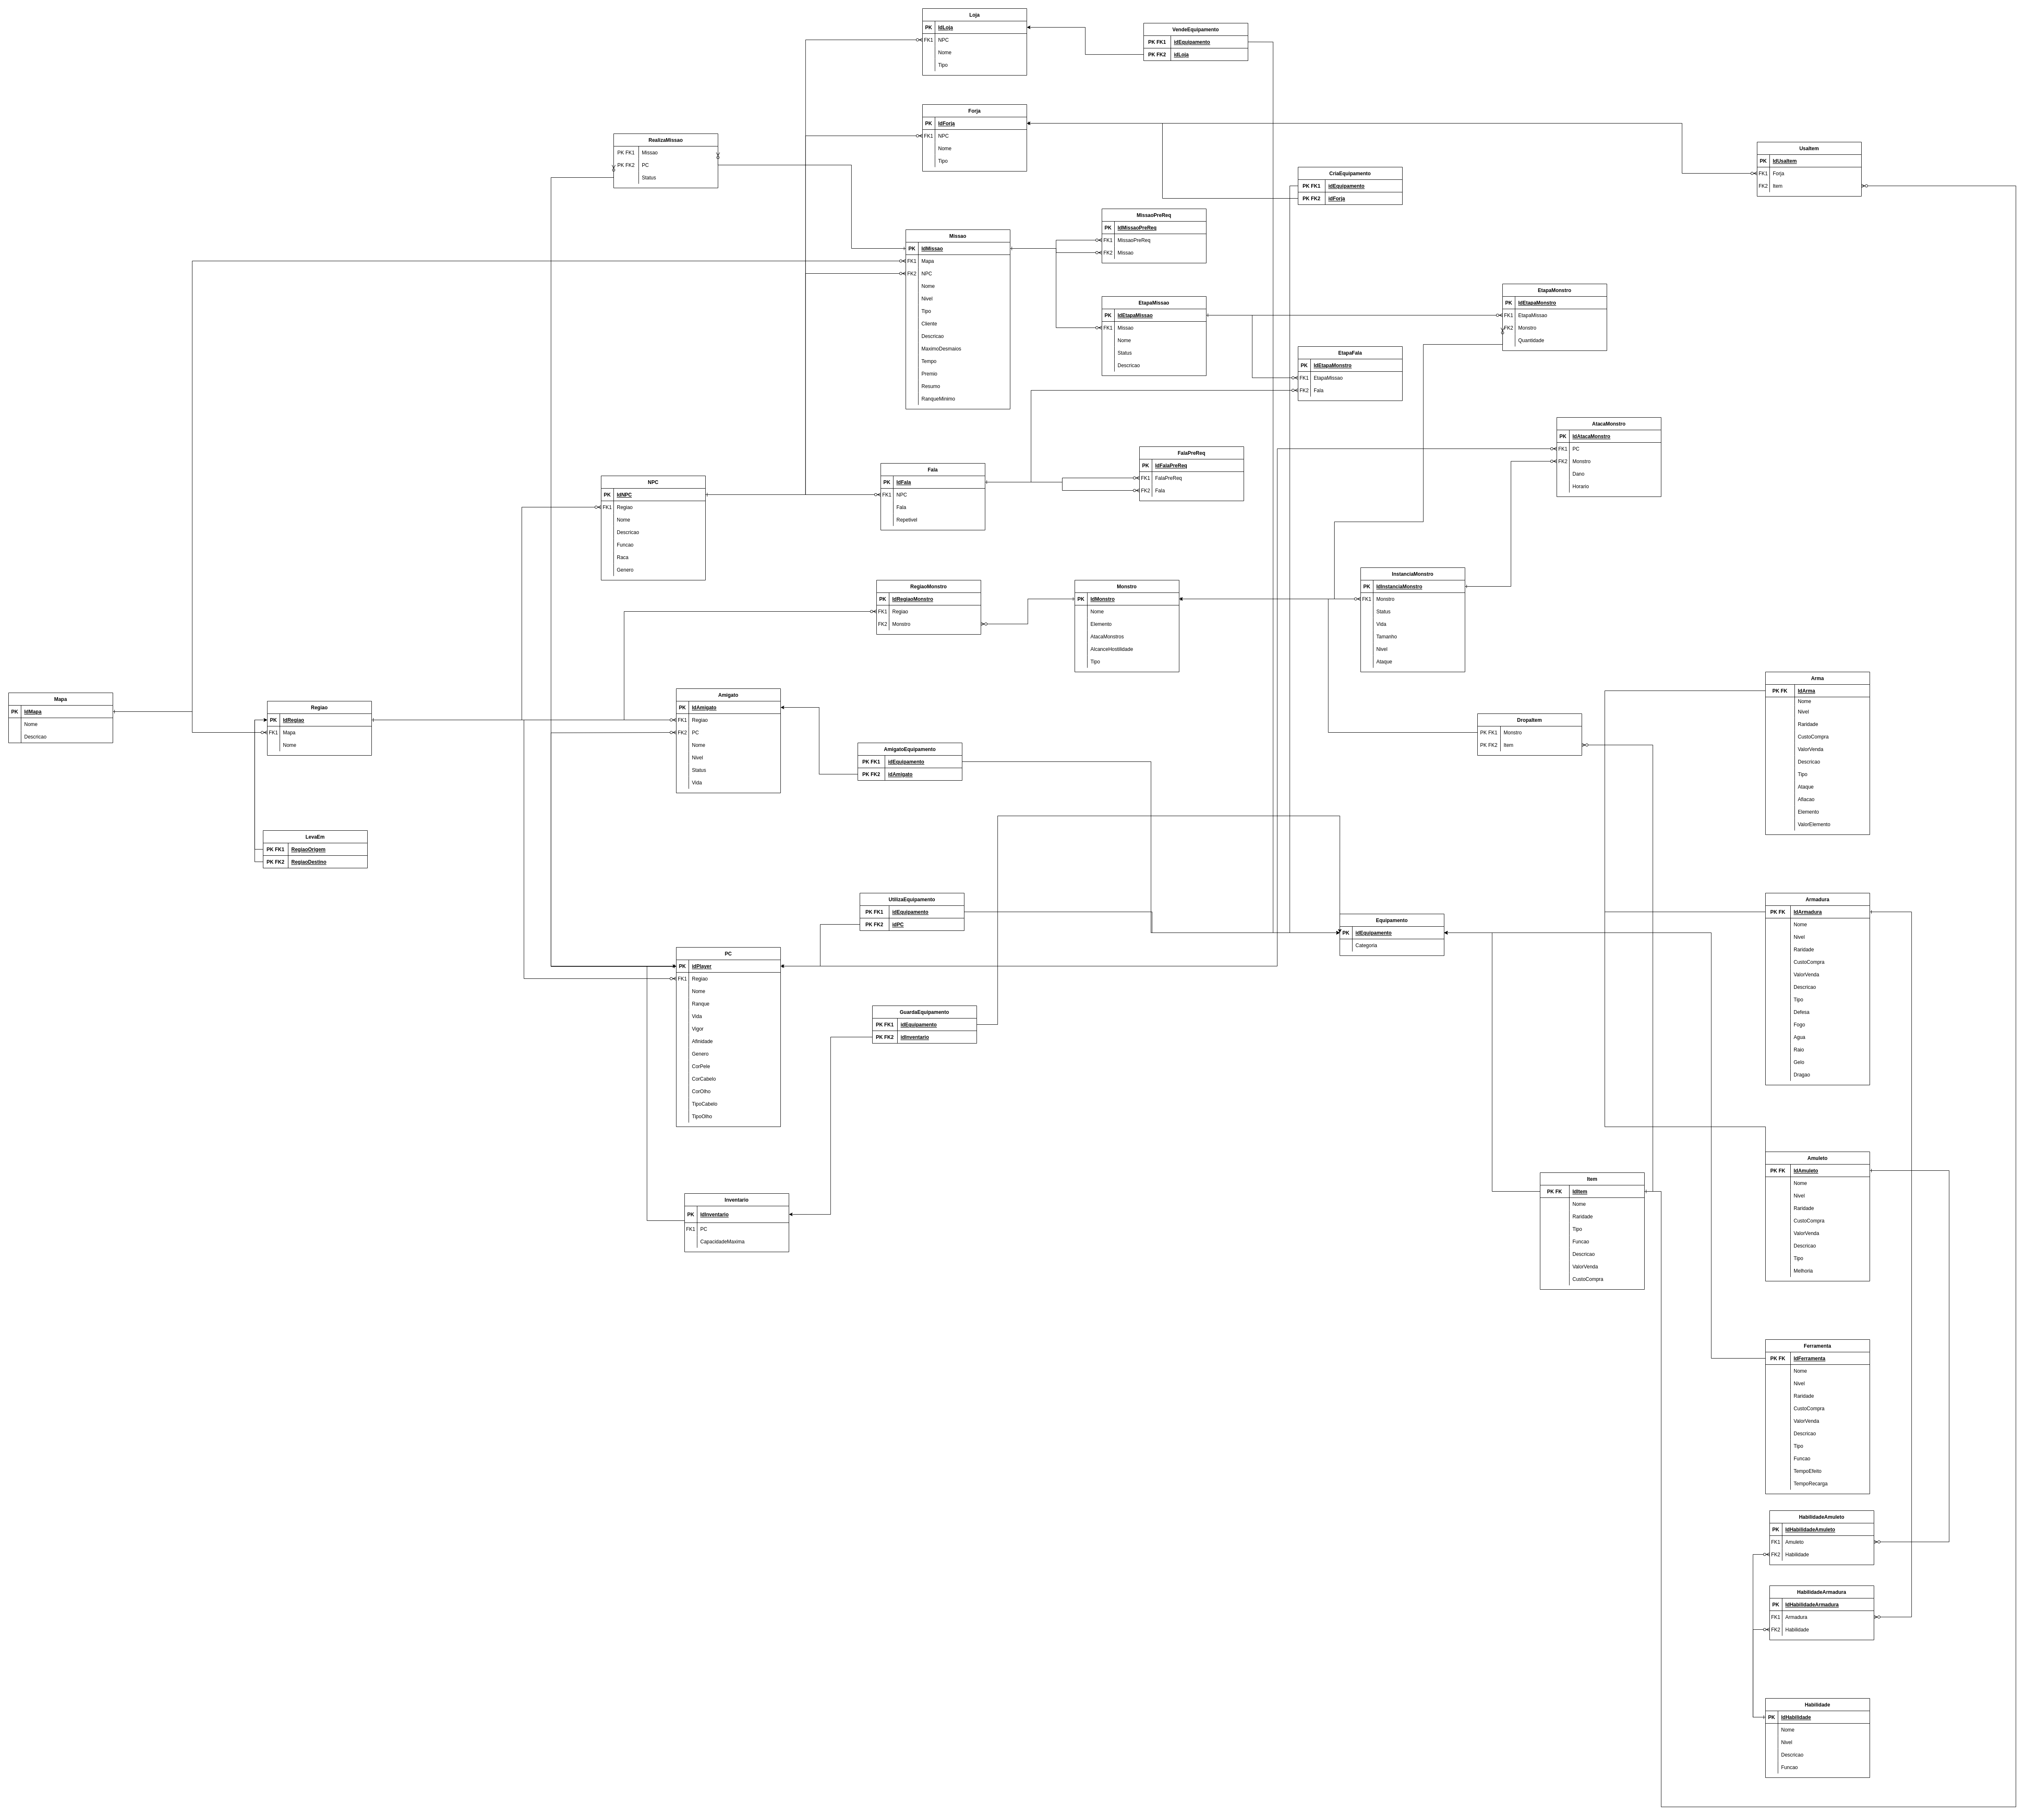 Loja
PK IdLoja
FK1 NPC
Nome
Tipo
VendeEquipamento
PK FK1 idEquipamento
PK FK2 idLoja
Forja
PK IdForja
FK1 NPC
Nome
Tipo
RealizaMissao
PK FK1 Missao
PK FK2 PC
Status
UsaItem
PK IdUsaItem
FK1 Forja
FK2 Item
CriaEquipamento
PK FK1 idEquipamento
PK FK2 idForja
MissaoPreReq
PK IdMissaoPreReq
FK1 MissaoPreReq
FK2 Missao
Missao
PK IdMissao
FK1 Mapa
FK2 NPC
Nome
Nivel
Tipo
Cliente
Descricao
MaximoDesmaios
Tempo
Premio
Resumo
RanqueMinimo
EtapaMissao
PK IdEtapaMissao
FK1 Missao
Nome
Status
Descricao
EtapaMonstro
PK IdEtapaMonstro
FK1 EtapaMissao
FK2 Monstro
Quantidade
EtapaFala
PK IdEtapaMonstro
FK1 EtapaMissao
FK2 Fala
AtacaMonstro
PK IdAtacaMonstro
FK1 PC
FK2 Monstro
Dano
Horario
FalaPreReq
PK IdFalaPreReq
FK1 FalaPreReq
FK2 Fala
Fala
PK IdFala
FK1 NPC
Fala
Repetivel
NPC
PK IdNPC
FK1 Regiao
Nome
Descricao
Funcao
Raca
Genero
RegiaoMonstro
PK IdRegiaoMonstro
FK1 Regiao
FK2 Monstro
Monstro
PK IdMonstro
Nome
Elemento
AtacaMonstros
AlcanceHostilidade
Tipo
InstanciaMonstro
PK IdInstanciaMonstro
FK1 Monstro
Status
Vida
Tamanho
Nivel
Ataque
Mapa
PK IdMapa
Nome
Descricao
Regiao
PK IdRegiao
FK1 Mapa
Nome
Amigato
PK IdAmigato
FK1 Regiao
FK2 PC
Nome
Nivel
Status
Vida
AmigatoEquipamento
PK FK1 idEquipamento
PK FK2 idAmigato
DropaItem
PK FK1 Monstro
PK FK2 Item
Arma
PK FK IdArma
Nome
Nivel
Raridade
CustoCompra
ValorVenda
Descricao
Tipo
Ataque
Afiacao
Elemento
ValorElemento
LevaEm
PK FK1 RegiaoOrigem
PK FK2 RegiaoDestino
UtilizaEquipamento
PK FK1 idEquipamento
PK FK2 idPC
Equipamento
PK idEquipamento
Categoria
Armadura
PK FK IdArmadura
Nome
Nivel
Raridade
CustoCompra
ValorVenda
Descricao
Tipo
Defesa
Fogo
Agua
Raio
Gelo
Dragao
PC
PK IdPlayer
FK1 Regiao
Nome
Ranque
Vida
Vigor
Afinidade
Genero
CorPele
CorCabelo
CorOlho
TipoCabelo
TipoOlho
GuardaEquipamento
PK FK1 idEquipamento
PK FK2 idInventario
Inventario
PK IdInventario
FK1 PC
CapacidadeMaxima
Item
PK FK IdItem
Nome
Raridade
Tipo
Funcao
Descricao
ValorVenda
CustoCompra
Amuleto
PK FK IdAmuleto
Nome
Nivel
Raridade
CustoCompra
ValorVenda
Descricao
Tipo
Melhoria
Ferramenta
PK FK IdFerramenta
Nome
Nivel
Raridade
CustoCompra
ValorVenda
Descricao
Tipo
Funcao
TempoEfeito
TempoRecarga
HabilidadeAmuleto
PK IdHabilidadeAmuleto
FK1 Amuleto
FK2 Habilidade
HabilidadeArmadura
PK IdHabilidadeArmadura
FK1 Armadura
FK2 Habilidade
Habilidade
PK IdHabilidade
Nome
Nivel
Descricao
Funcao